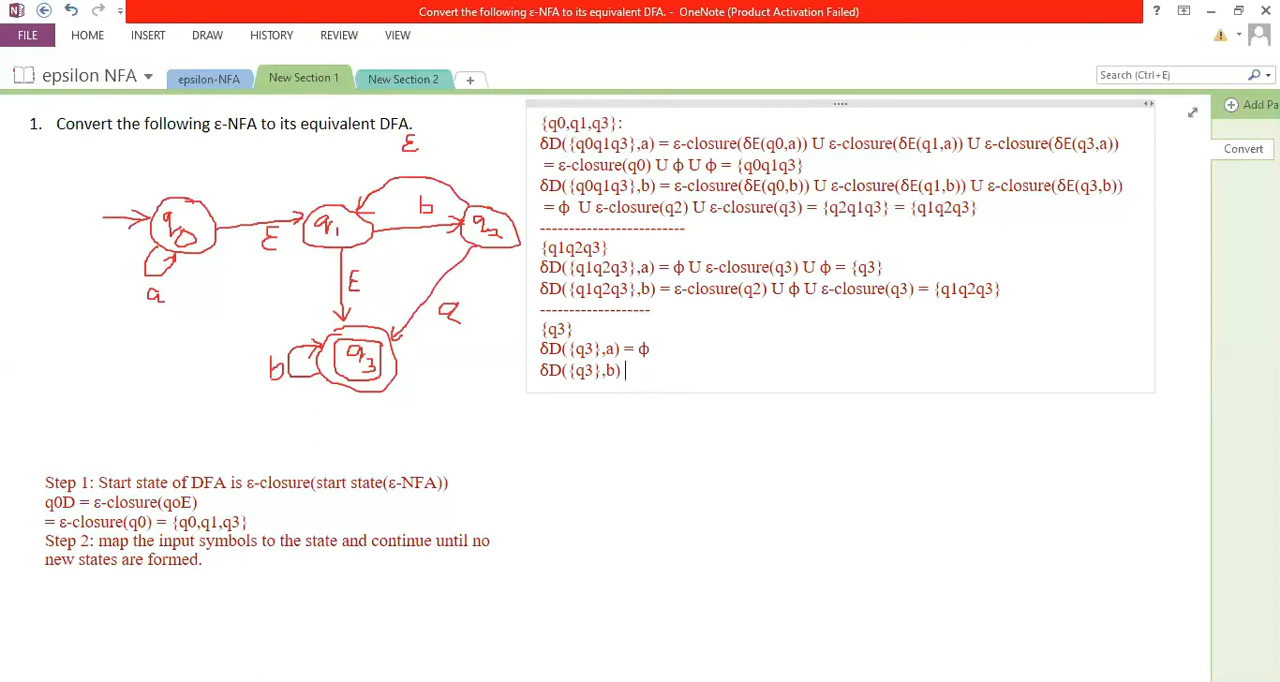 Convert the following ε-NFA to its equivalent DFA. - OneNote (Product Activation Failed)
FILE HOME INSERT DRAW HISTORY REVIEW VIEW
epsilon NFA epsilon-NFA New Section 1 New Section 2 +
Search (Ctrl+E)
Add Pa
Convert
1. Convert the following ε-NFA to its equivalent DFA.
Ɛ
b
q0 q1 q2
Ɛ
a
Ɛ
a
b
q3
{q0,q1,q3}:
δD({q0q1q3},a) = ε-closure(δE(q0,a)) U ε-closure(δE(q1,a)) U ε-closure(δE(q3,a))
= ε-closure(q0) U ϕ U ϕ = {q0q1q3}
δD({q0q1q3},b) = ε-closure(δE(q0,b)) U ε-closure(δE(q1,b)) U ε-closure(δE(q3,b))
= ϕ U ε-closure(q2) U ε-closure(q3) = {q2q1q3} = {q1q2q3}
-------------------------
{q1q2q3}
δD({q1q2q3},a) = ϕ U ε-closure(q3) U ϕ = {q3}
δD({q1q2q3},b) = ε-closure(q2) U ϕ U ε-closure(q3) = {q1q2q3}
-------------------
{q3}
δD({q3},a) = ϕ
δD({q3},b)
Step 1: Start state of DFA is ε-closure(start state(ε-NFA))
q0D = ε-closure(qoE)
= ε-closure(q0) = {q0,q1,q3}
Step 2: map the input symbols to the state and continue until no
new states are formed.